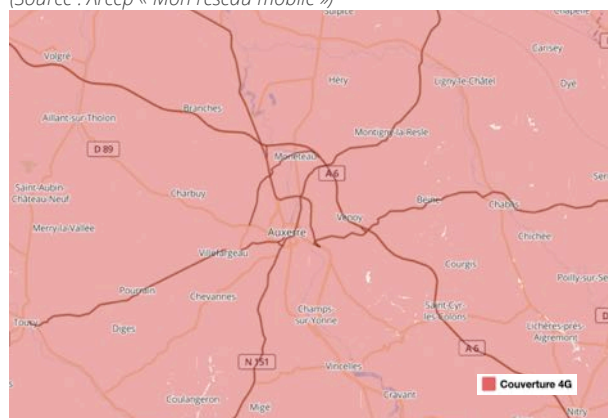 (Source : Arcep « Mon réseau mobile »)
Volgré
Carisey
Héry
Ligny-le-Châtel
Dyé
Branches
Aillant-sur-Tholon
Montigny-la-Resle
D 89
Monéteau
A 6
Saint-Aubin
Château-Neuf
Charbuy
Beine
Chablis
Merry-la-Vallée
Venoy
Auxerre
Chichée
Villefargeau
Courgis
Poilly-sur-Se
Pourrain
Chevannes
Champs
-sur-Yonne
Saint-Cyr-
les-Colons
Toucy
Diges
Lichères-près-
Aigremont
N 151
A 6
Vincelles
Couverture 4G
Coulangeron
Migé
Cravant
Nitry